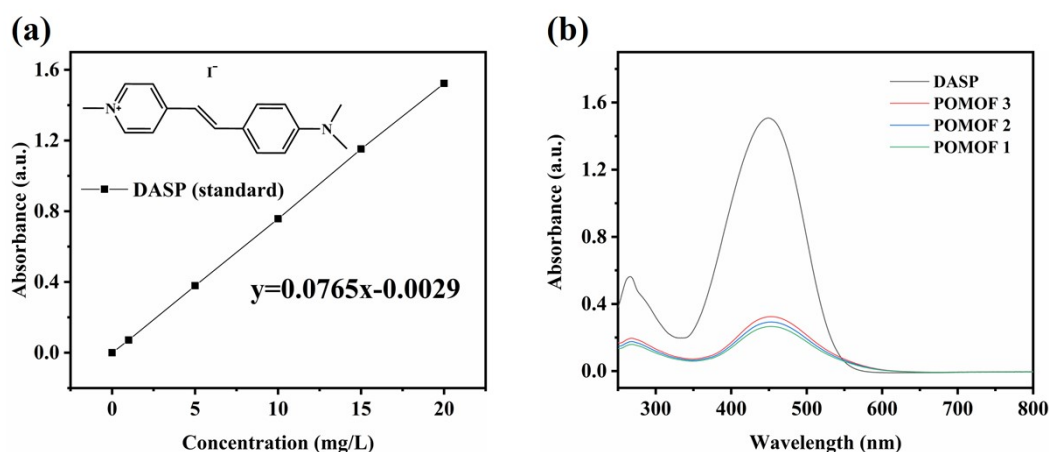 (a)
Absorbance (a.u.)
1.6
1.2
0.8
0.4
0.0
I⁻
N⁺
N
DASP (standard)
y=0.0765x-0.0029
0
5
10
15
20
Concentration (mg/L)
(b)
Absorbance (a.u.)
1.6
1.2
0.8
0.4
0.0
DASP
POMOF 3
POMOF 2
POMOF 1
300
400
500
600
700
800
Wavelength (nm)